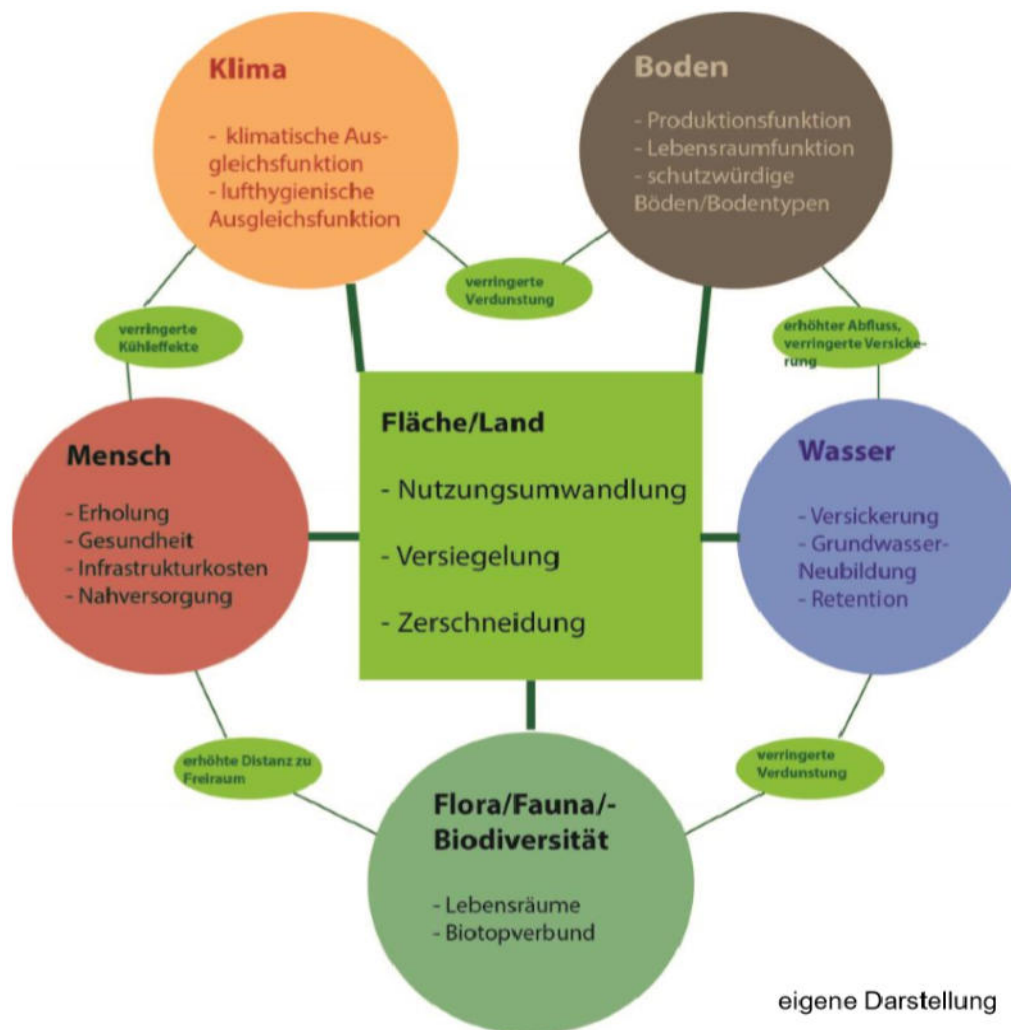 Klima
- klimatische Aus-
gleichsfunktion
- lufthygienische
Ausgleichsfunktion
Boden
- Produktionsfunktion
- Lebensraumfunktion
- schutzwürdige
Böden/Bodentypen
verringerte
Verdunstung
verringerte
Kühleffekte
erhöhter Abfluss,
verringerte Versicke-
rung
Mensch
- Erholung
- Gesundheit
- Infrastrukturkosten
- Nahversorgung
Fläche/Land
- Nutzungsumwandlung
- Versiegelung
- Zerschneidung
Wasser
- Versickerung
- Grundwasser-
Neubildung
- Retention
erhöhte Distanz zu
Freiraum
verringerte
Verdunstung
Flora/Fauna/-
Biodiversität
- Lebensräume
- Biotopverbund
eigene Darstellung